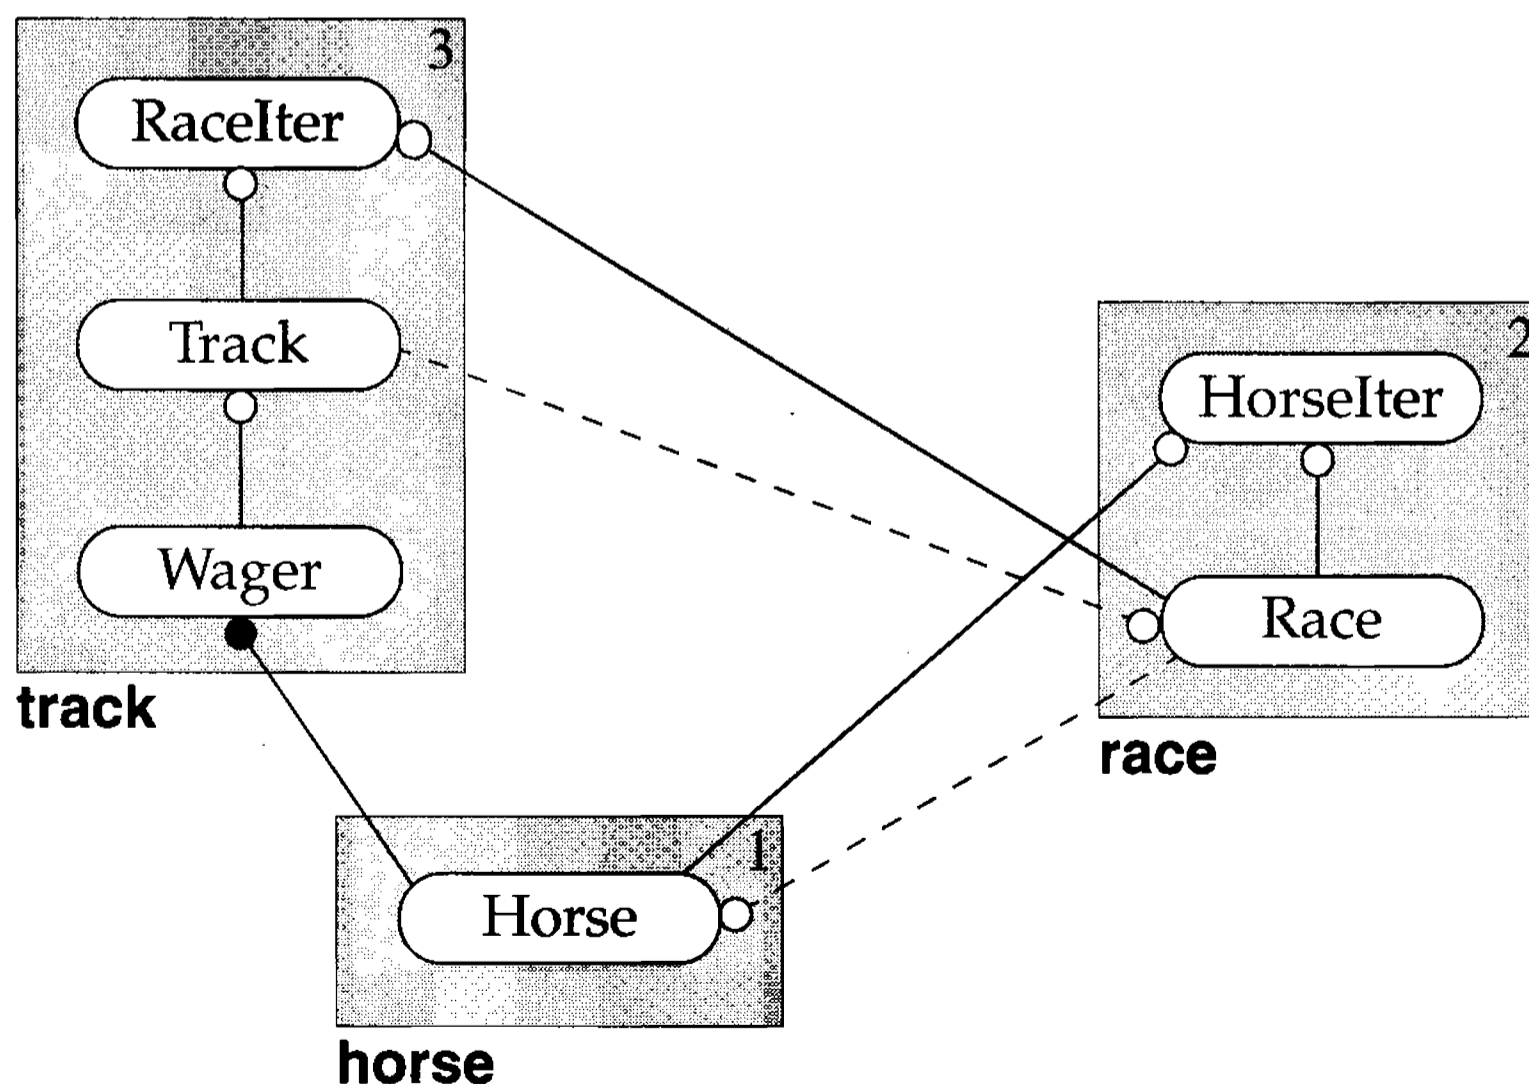 3
RaceIter
Track
Wager
track
2
HorseIter
Race
race
1
Horse
horse